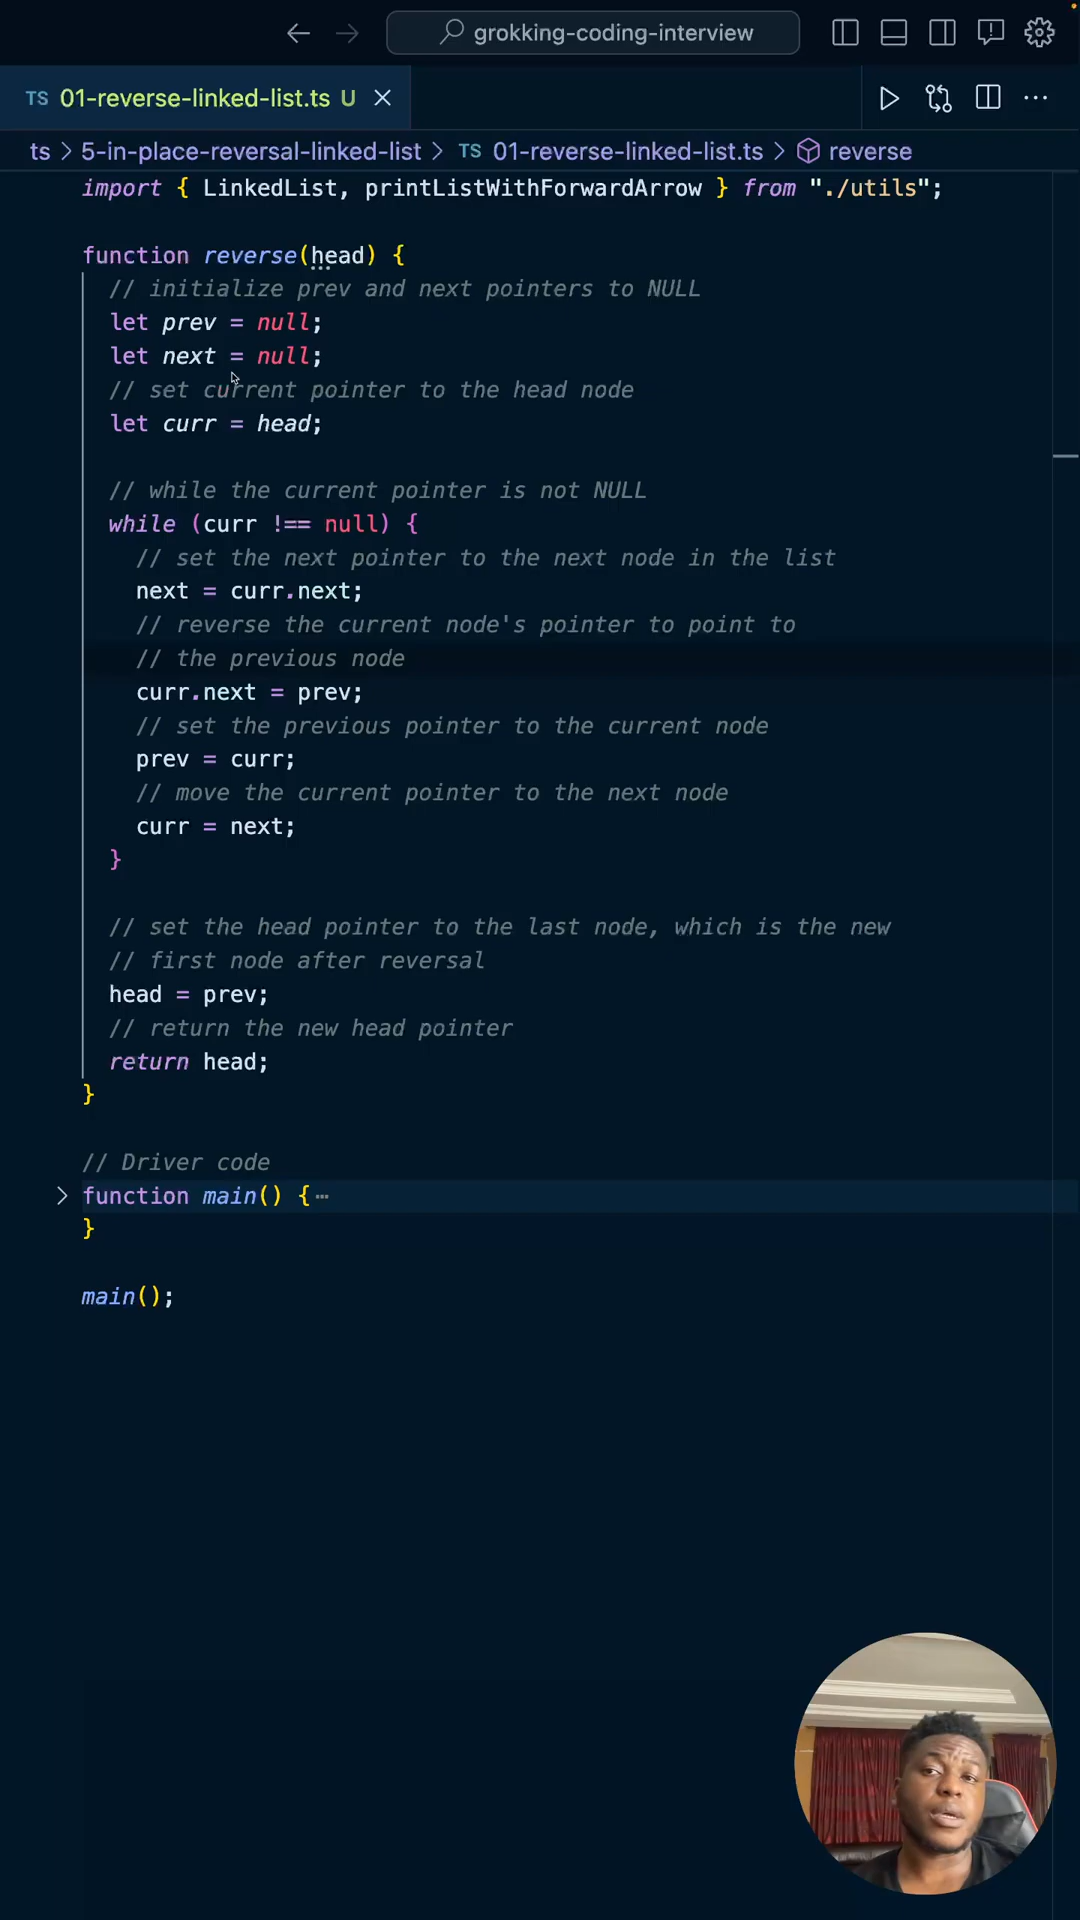 grokking-coding-interview
TS 01-reverse-linked-list.ts U
ts > 5-in-place-reversal-linked-list > TS 01-reverse-linked-list.ts > reverse
import { LinkedList, printListWithForwardArrow } from "./utils";
function reverse(head) {
// initialize prev and next pointers to NULL
let prev = null;
let next = null;
// set current pointer to the head node
let curr = head;
// while the current pointer is not NULL
while (curr !== null) {
// set the next pointer to the next node in the list
next = curr.next;
// reverse the current node's pointer to point to
// the previous node
curr.next = prev;
// set the previous pointer to the current node
prev = curr;
// move the current pointer to the next node
curr = next;
}
// set the head pointer to the last node, which is the new
// first node after reversal
head = prev;
// return the new head pointer
return head;
}
// Driver code
function main() { ⋯
}
main();